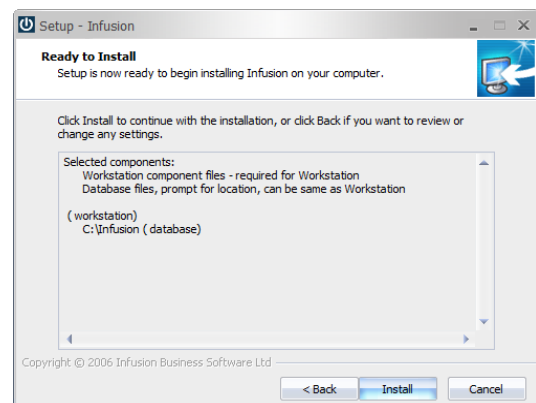 Setup - Infusion
Ready to Install
Setup is now ready to begin installing Infusion on your computer.
Click Install to continue with the installation, or click Back if you want to review or
change any settings.
Selected components:
Workstation component files - required for Workstation
Database files, prompt for location, can be same as Workstation
( workstation)
C:\Infusion ( database)
Copyright © 2006 Infusion Business Software Ltd
< Back
Install
Cancel